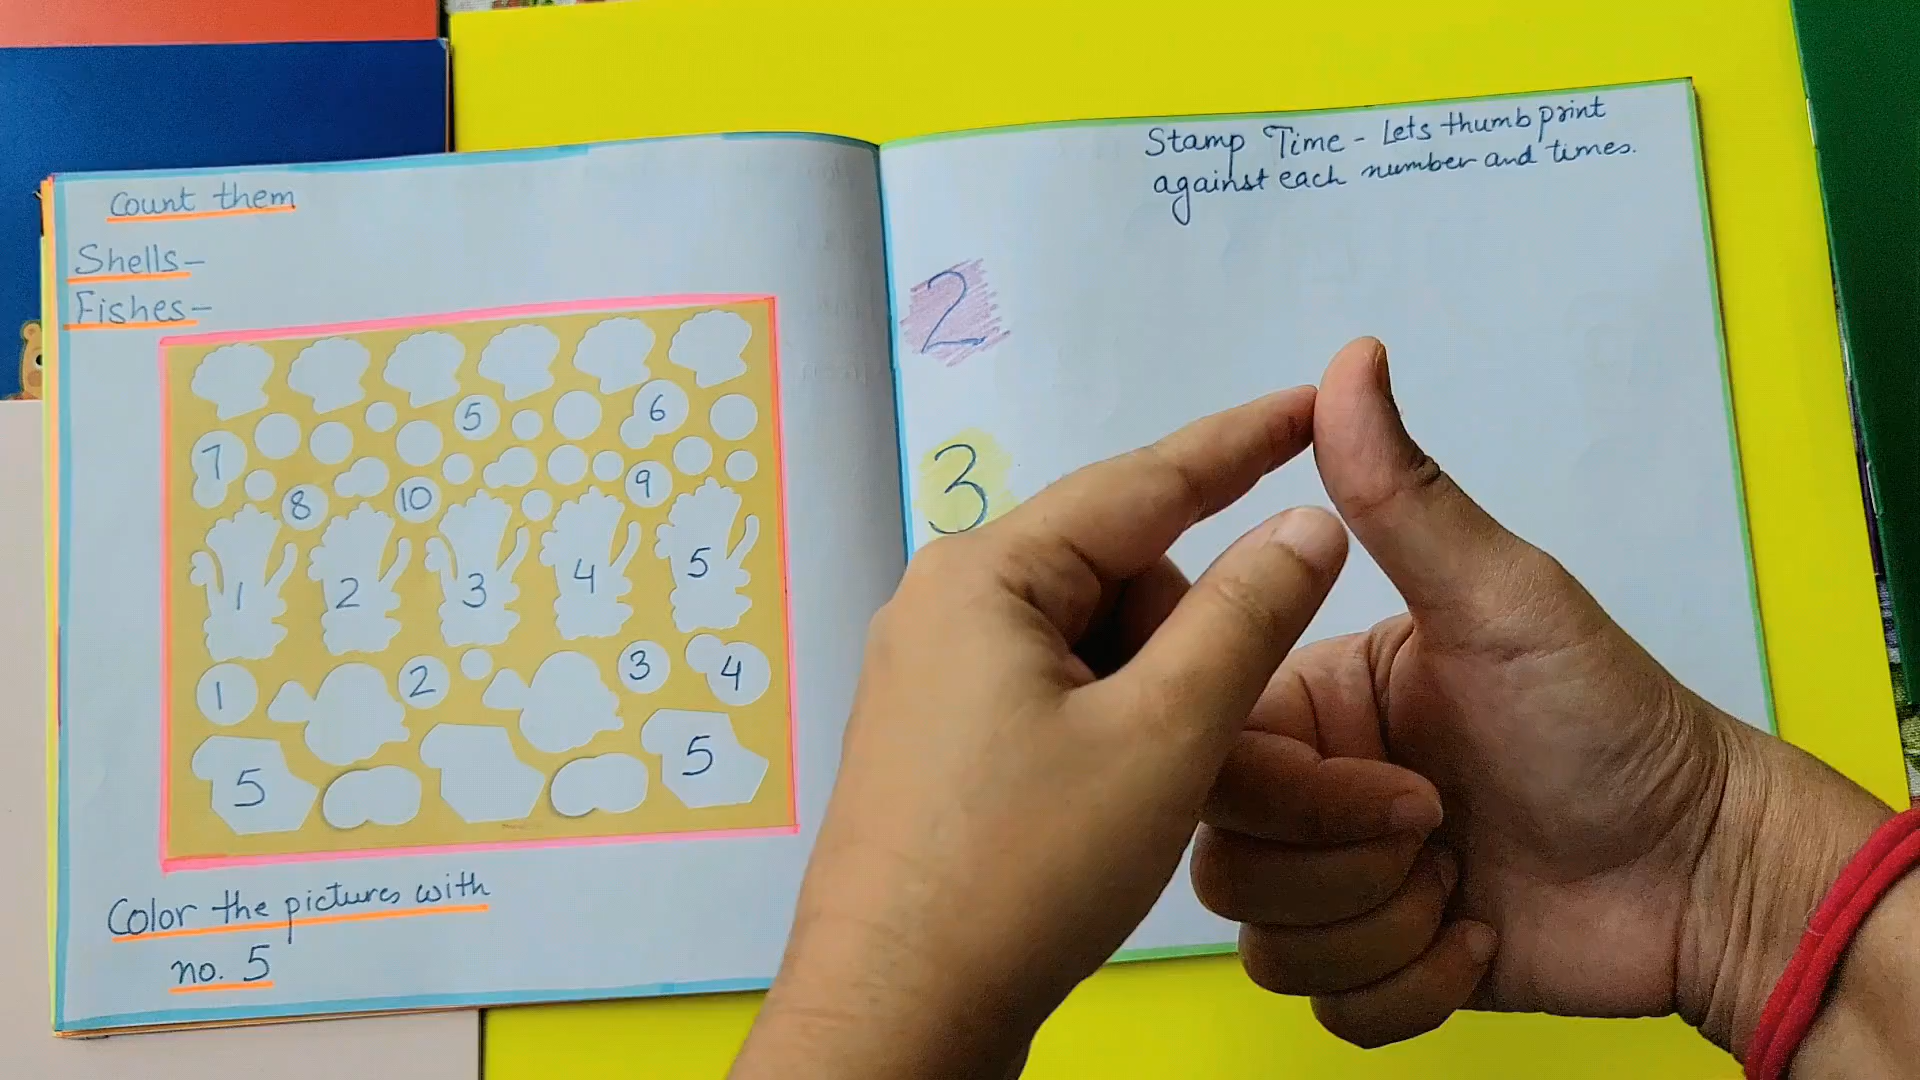 Count them
Shells-
Fishes-
5 6
7
8 10 9
1 2 3 4 5
1 2 3 4
5 5
Color the pictures with
no. 5
Stamp Time - Lets thumb print
against each number and times.
2
3